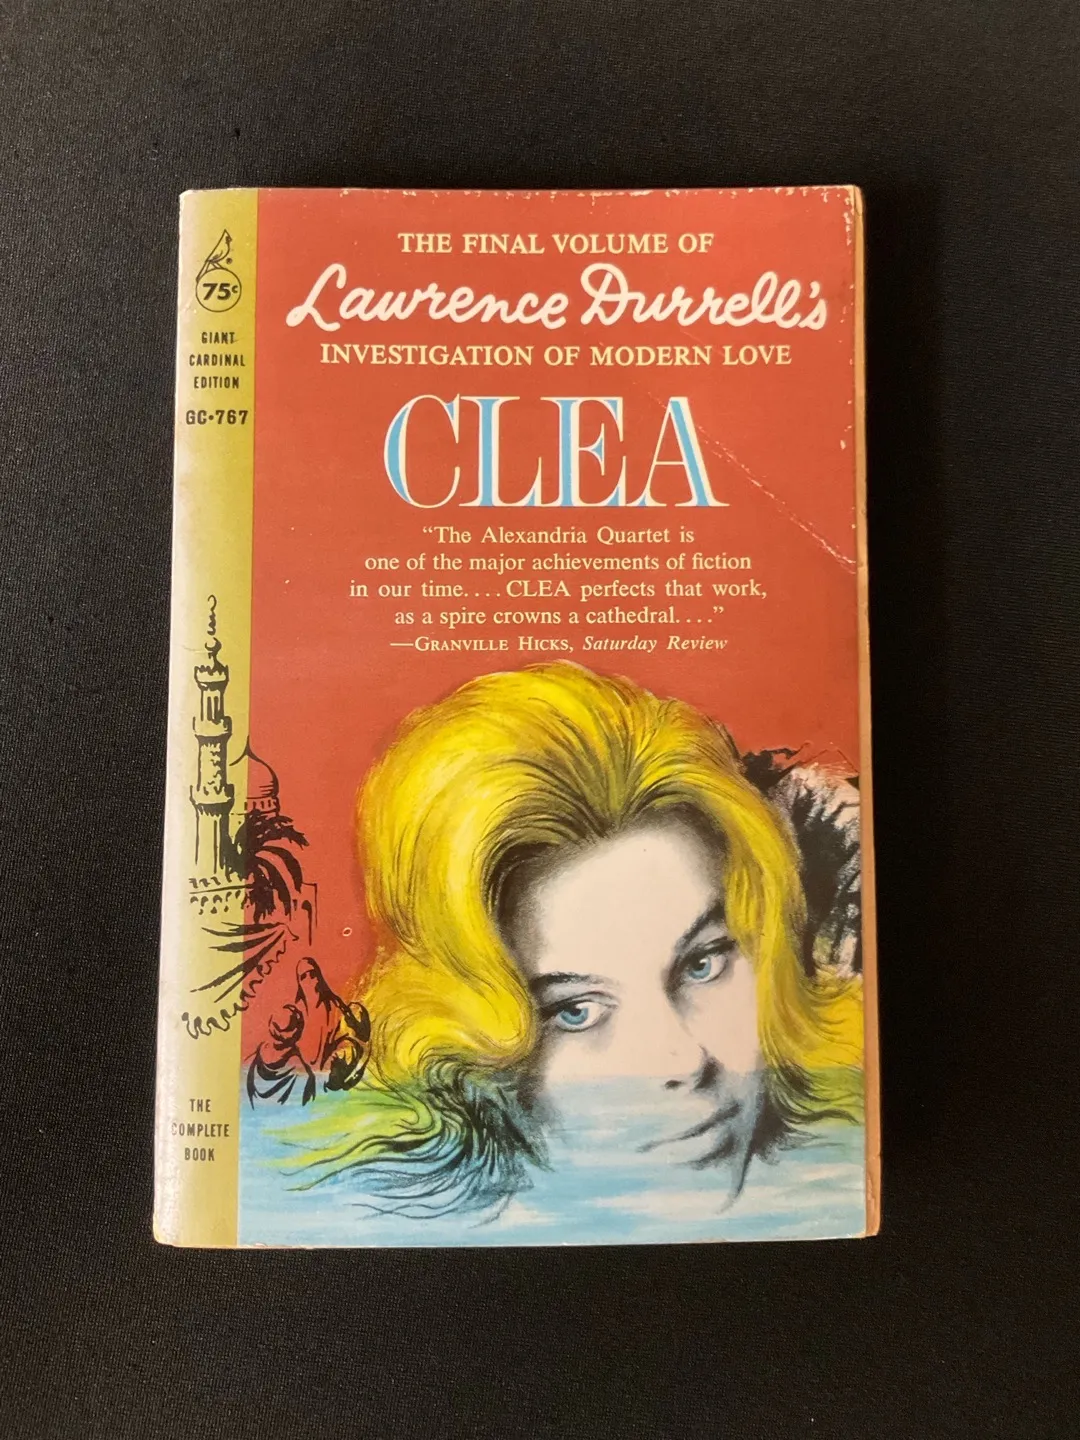 THE FINAL VOLUME OF
Lawrence Durrell's
INVESTIGATION OF MODERN LOVE
CLEA
“The Alexandria Quartet is
one of the major achievements of fiction
in our time.... CLEA perfects that work,
as a spire crowns a cathedral....”
—GRANVILLE HICKS, Saturday Review
75¢
GIANT
CARDINAL
EDITION
GC•767
THE
COMPLETE
BOOK